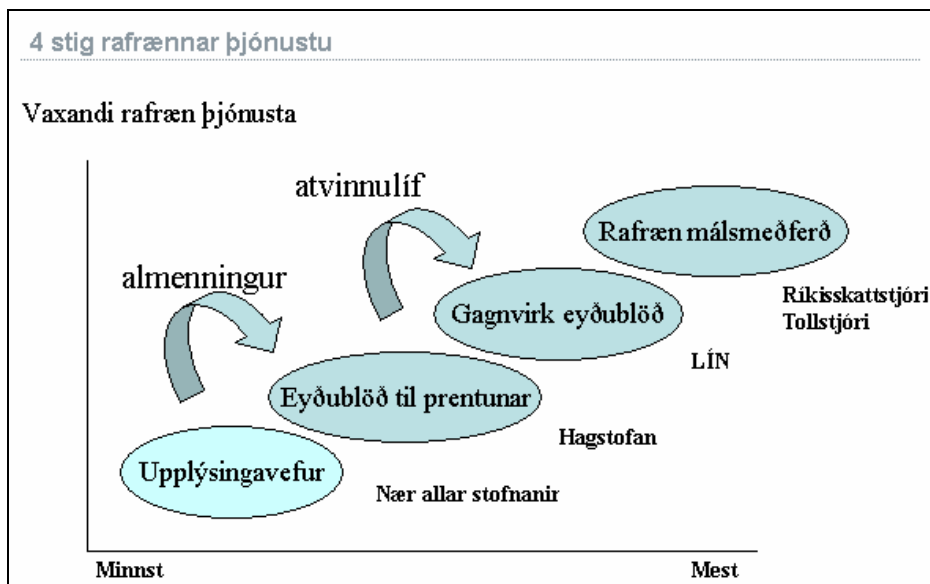 4 stig rafrænnar þjónustu
Vaxandi rafræn þjónusta
atvinnulíf
Rafræn málsmeðferð
almenningur
Ríkisskattstjóri
Tollstjóri
Gagnvirk eyðublöð
LÍN
Eyðublöð til prentunar
Hagstofan
Upplýsingavefur
Nær allar stofnanir
Minnst
Mest